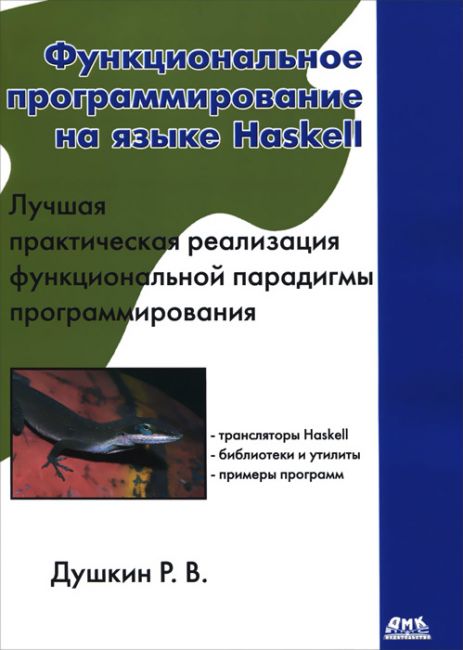 Функциональное
программирование
на языке Haskell
Лучшая
практическая реализация
функциональной парадигмы
программирования
- трансляторы Haskell
- библиотеки и утилиты
- примеры программ
Душкин Р. В.
ДМК